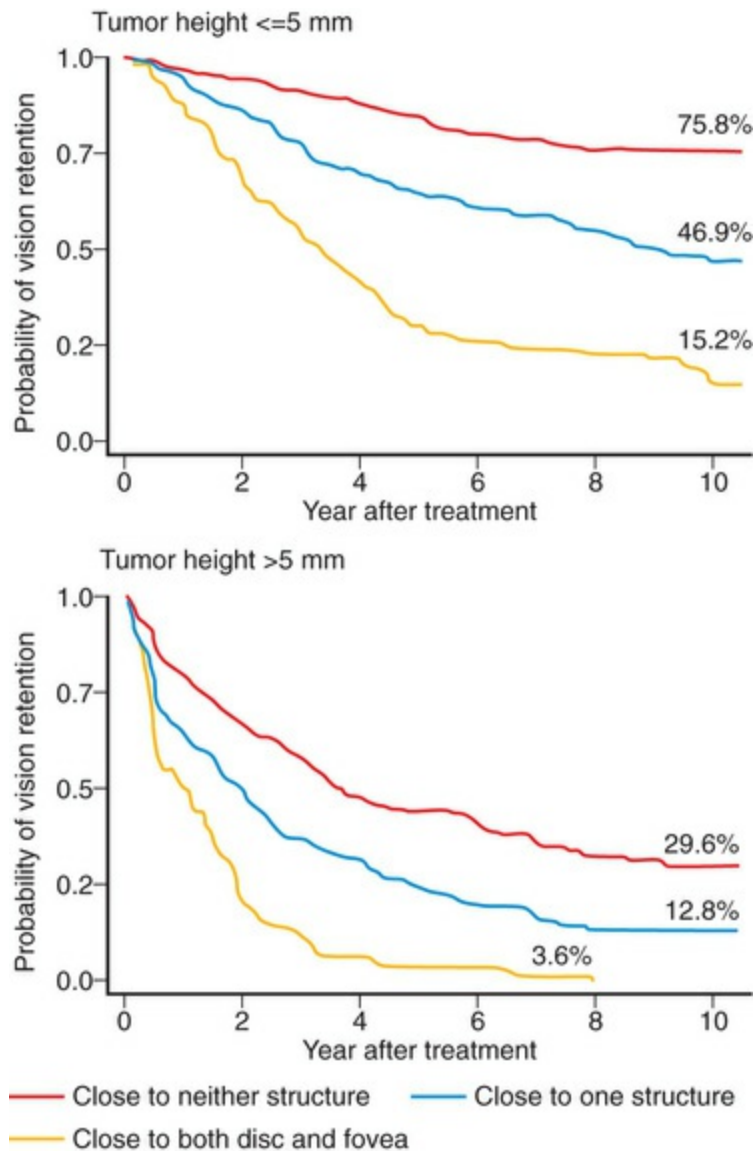 Tumor height <=5 mm
Probability of vision retention
1.0
0.7
0.5
0.2
0.0
75.8%
46.9%
15.2%
0 2 4 6 8 10
Year after treatment
Tumor height >5 mm
Probability of vision retention
1.0
0.7
0.5
0.2
0.0
29.6%
12.8%
3.6%
0 2 4 6 8 10
Year after treatment
Close to neither structure Close to one structure
Close to both disc and fovea